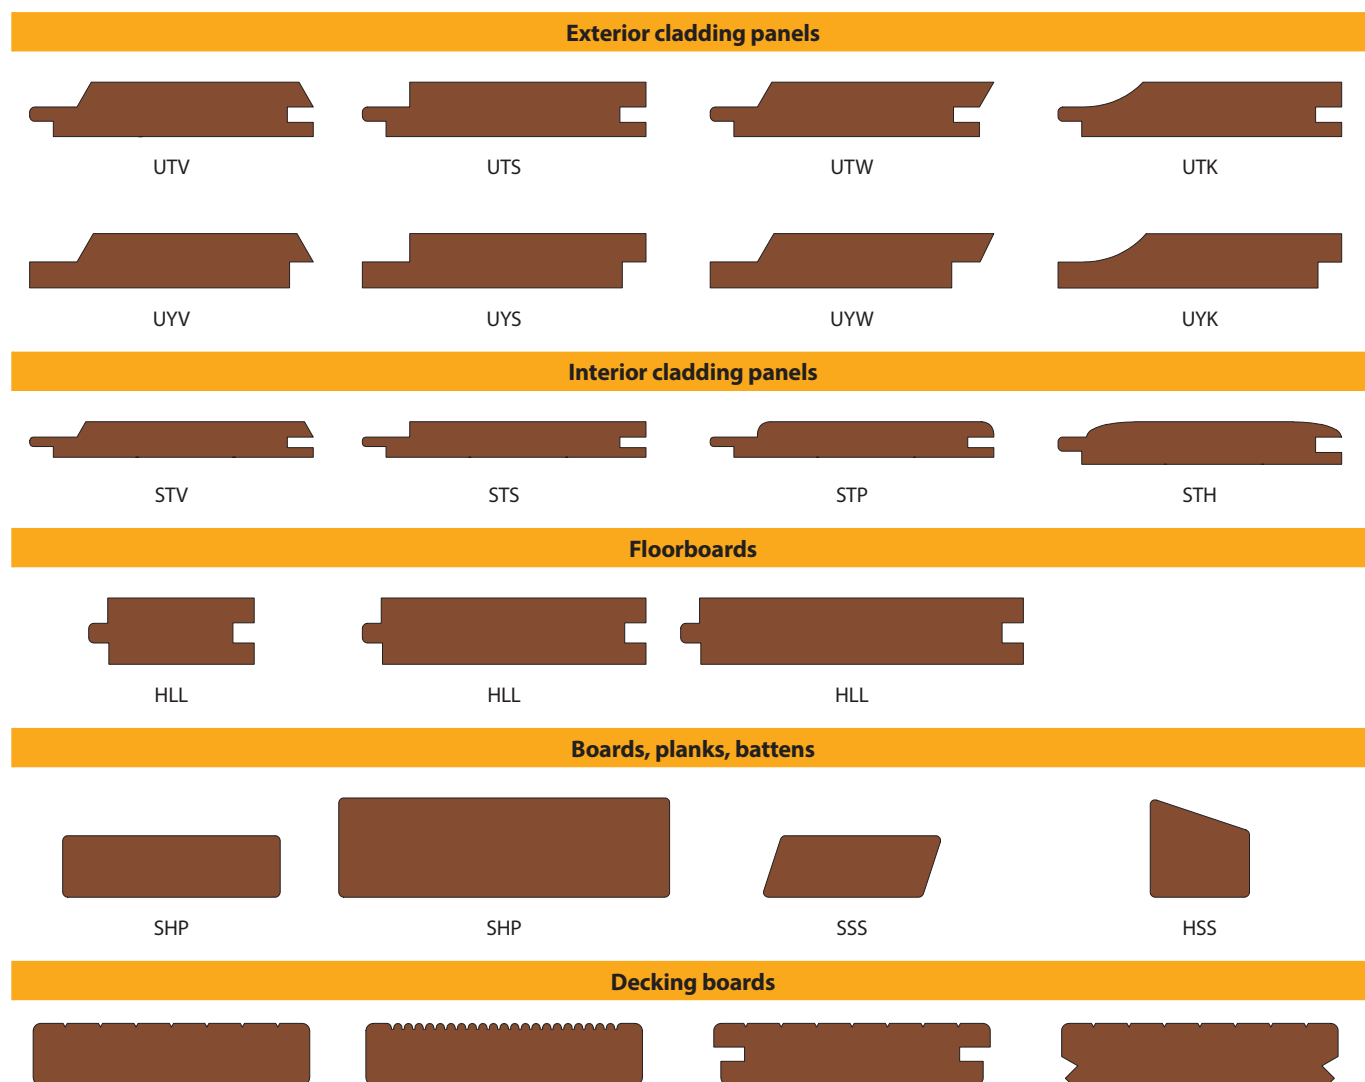 Exterior cladding panels
UTV UTS UTW UTK
UYV UYS UYW UYK
Interior cladding panels
STV STS STP STH
Floorboards
HLL HLL HLL
Boards, planks, battens
SHP SHP SSS HSS
Decking boards